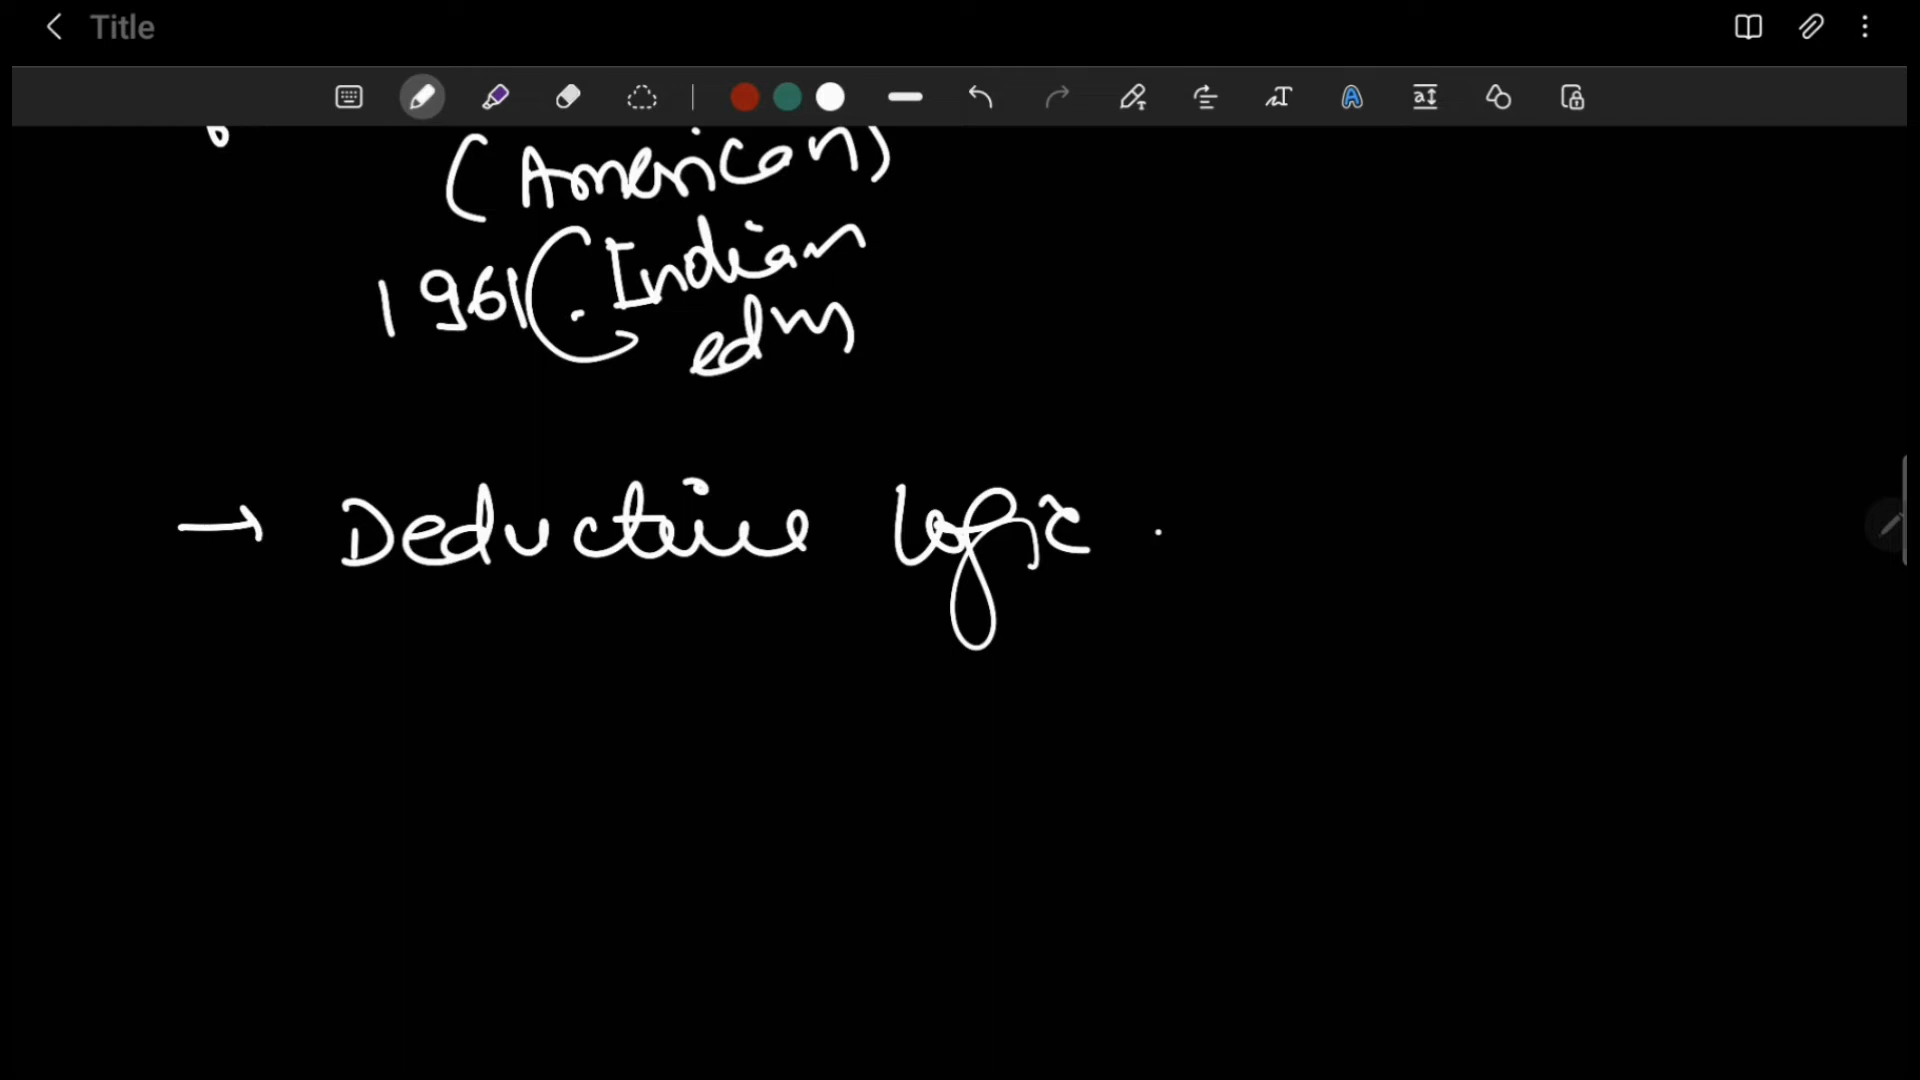 Title
(American)
1961 (. Indian
edn
→ Deductive Logic .